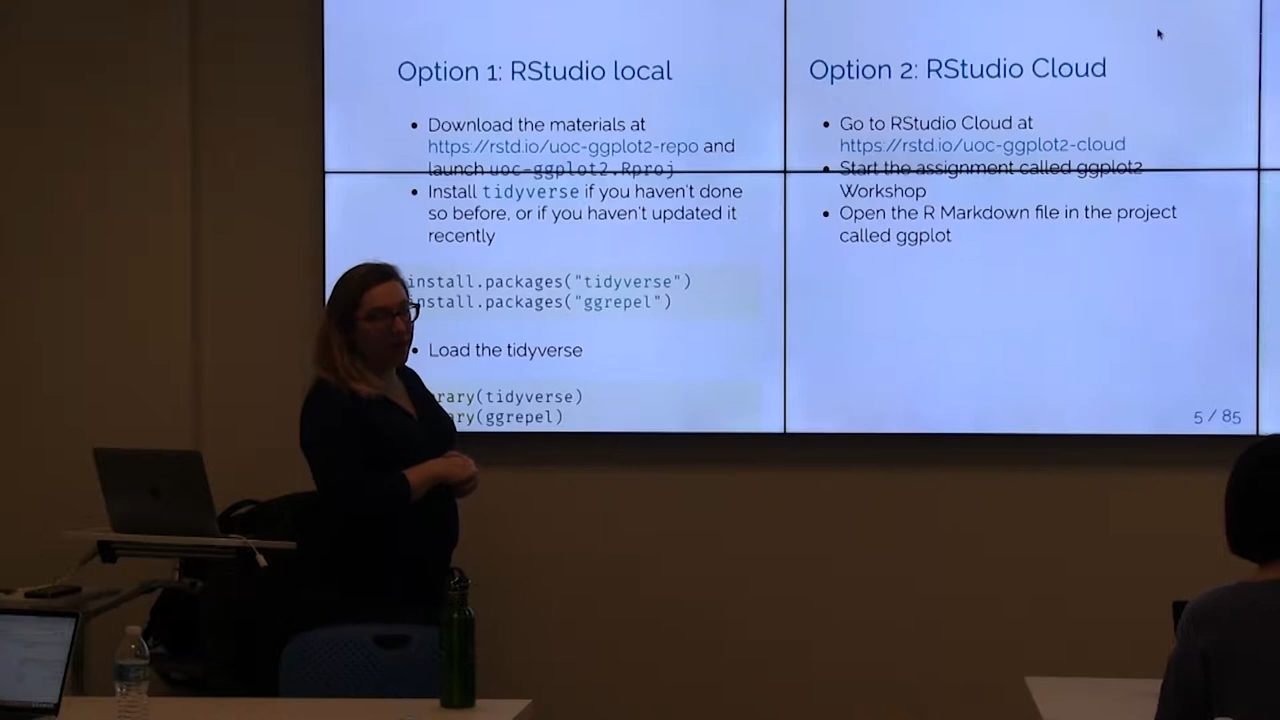 Option 1: RStudio local
Download the materials at
https://rstd.io/uoc-ggplot2-repo and
launch uoc-ggplot2.Rproj
Install tidyverse if you haven't done
so before, or if you haven't updated it
recently
install.packages("tidyverse")
install.packages("ggrepel")
Load the tidyverse
rary(tidyverse)
ary(ggrepel)
Option 2: RStudio Cloud
Go to RStudio Cloud at
https://rstd.io/uoc-ggplot2-cloud
Start the assignment called ggplot2
Workshop
Open the R Markdown file in the project
called ggplot
5 / 85